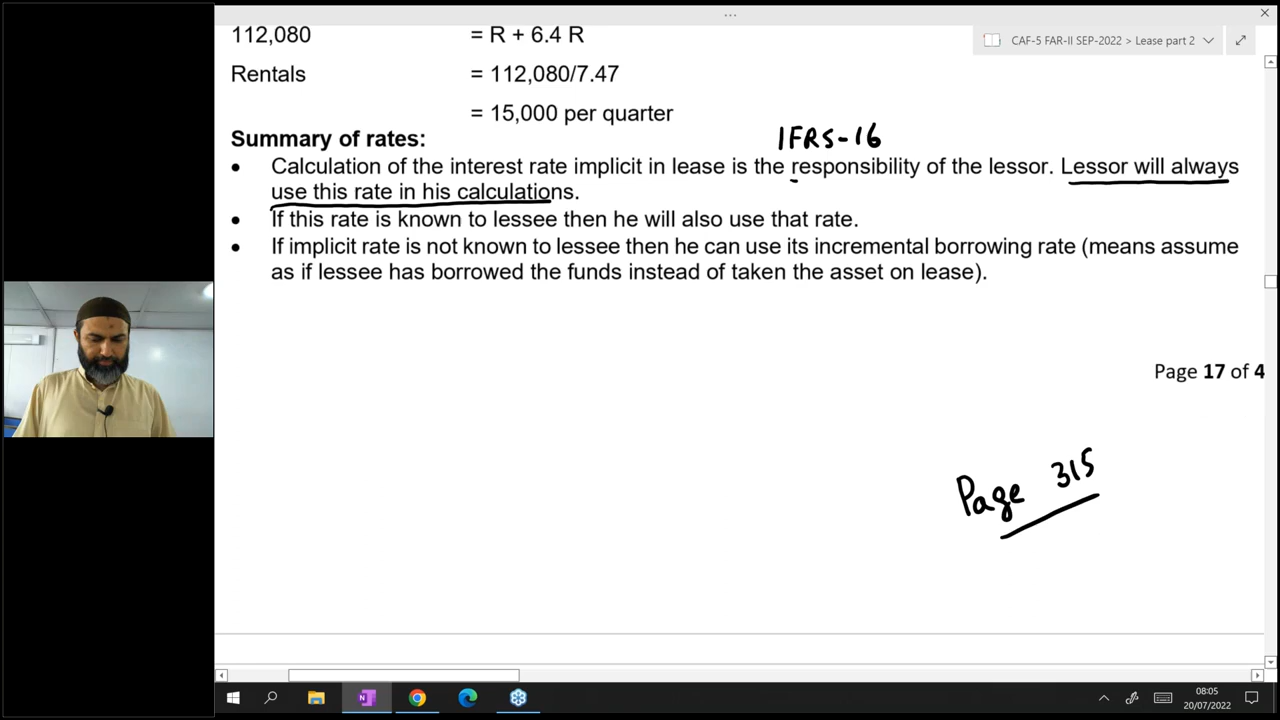 112,080 = R + 6.4 R
CAF-5 FAR-II SEP-2022 > Lease part 2
Rentals = 112,080/7.47
= 15,000 per quarter
IFRS-16
Summary of rates:
• Calculation of the interest rate implicit in lease is the responsibility of the lessor. Lessor will always
use this rate in his calculations.
• If this rate is known to lessee then he will also use that rate.
• If implicit rate is not known to lessee then he can use its incremental borrowing rate (means assume
as if lessee has borrowed the funds instead of taken the asset on lease).
Page 17 of 4
Page 315
08:05
20/07/2022